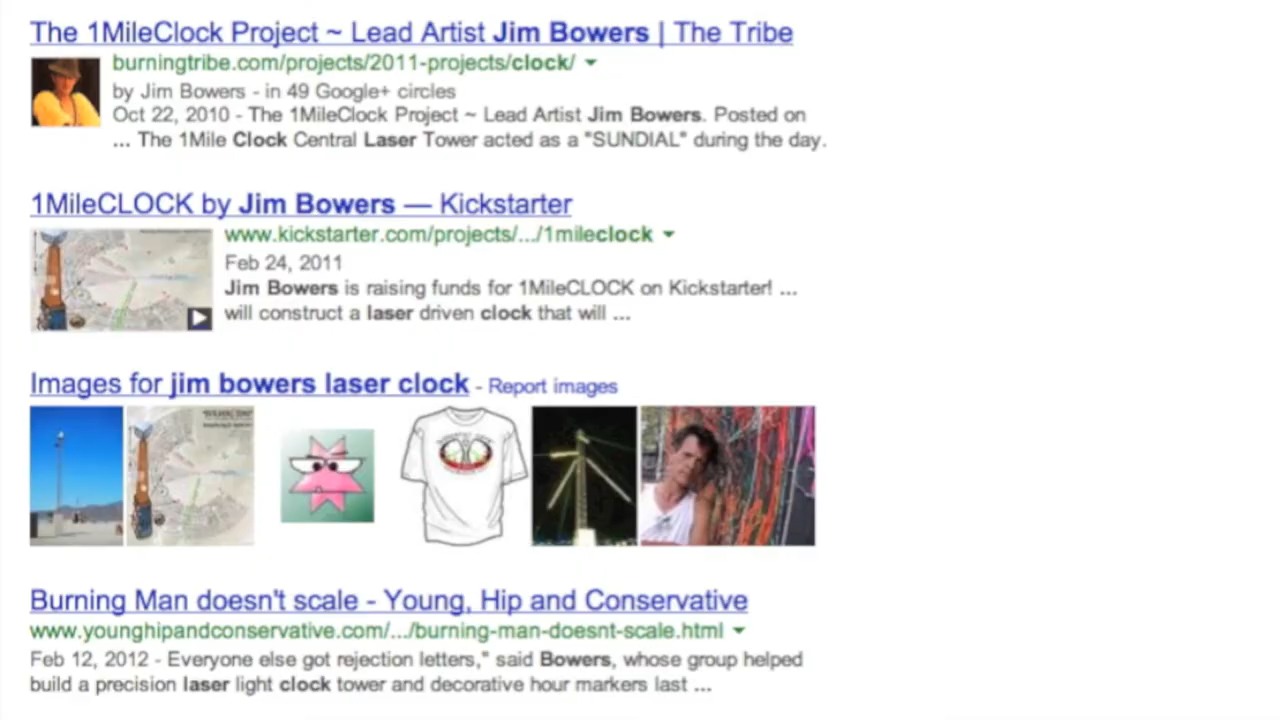 The 1MileClock Project ~ Lead Artist Jim Bowers | The Tribe
burningtribe.com/projects/2011-projects/clock/
by Jim Bowers - in 49 Google+ circles
Oct 22, 2010 - The 1MileClock Project ~ Lead Artist Jim Bowers. Posted on
... The 1Mile Clock Central Laser Tower acted as a "SUNDIAL" during the day.
1MileCLOCK by Jim Bowers — Kickstarter
www.kickstarter.com/projects/.../1mileclock
Feb 24, 2011
Jim Bowers is raising funds for 1MileCLOCK on Kickstarter! ...
will construct a laser driven clock that will ...
Images for jim bowers laser clock - Report images
Burning Man doesn't scale - Young, Hip and Conservative
www.younghipandconservative.com/.../burning-man-doesnt-scale.html
Feb 12, 2012 - Everyone else got rejection letters," said Bowers, whose group helped
build a precision laser light clock tower and decorative hour markers last ...